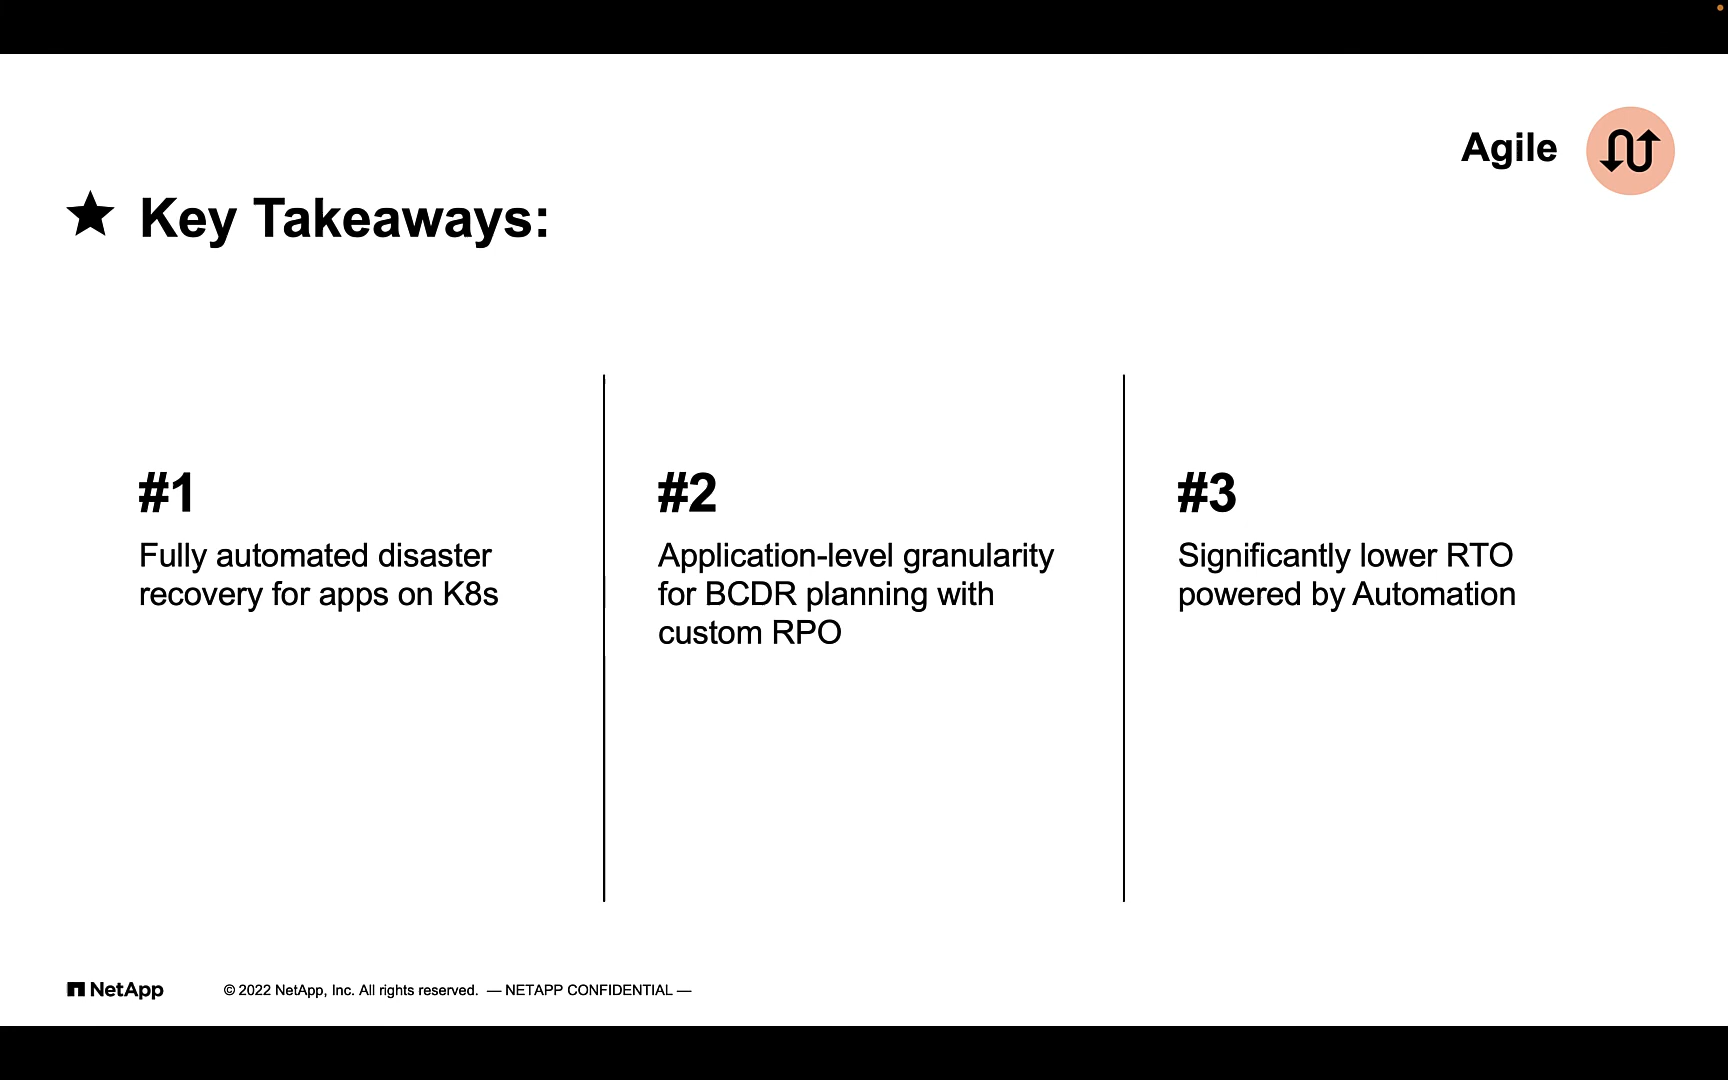 Agile
Key Takeaways:
#1
Fully automated disaster
recovery for apps on K8s
#2
Application-level granularity
for BCDR planning with
custom RPO
#3
Significantly lower RTO
powered by Automation
NetApp
© 2022 NetApp, Inc. All rights reserved. — NETAPP CONFIDENTIAL —